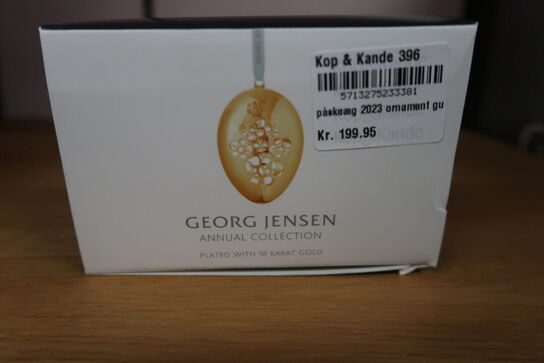 Kop & Kande 396
5713275233381
påskeæg 2023 ornament gu
Kr. 199.95
GEORG JENSEN
ANNUAL COLLECTION
PLATED WITH 18 KARAT GOLD